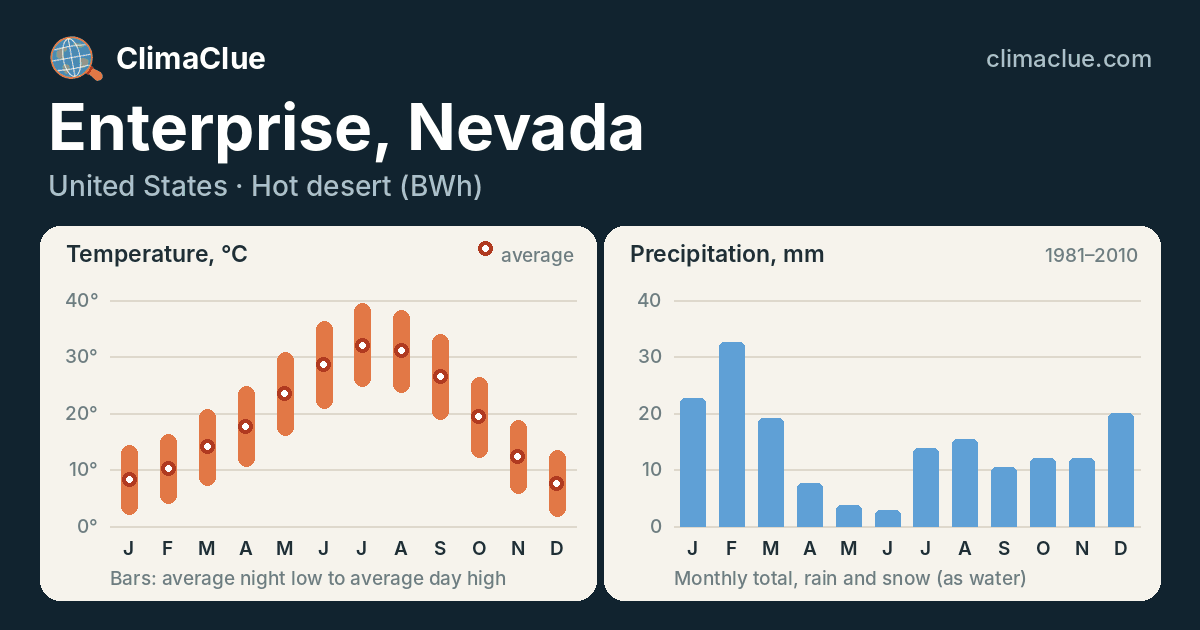 ClimaClue
climaclue.com
Enterprise, Nevada
United States · Hot desert (BWh)
Temperature, °C
average
40°
30°
20°
10°
0°
J F M A M J J A S O N D
Bars: average night low to average day high
Precipitation, mm
1981–2010
40
30
20
10
0
J F M A M J J A S O N D
Monthly total, rain and snow (as water)